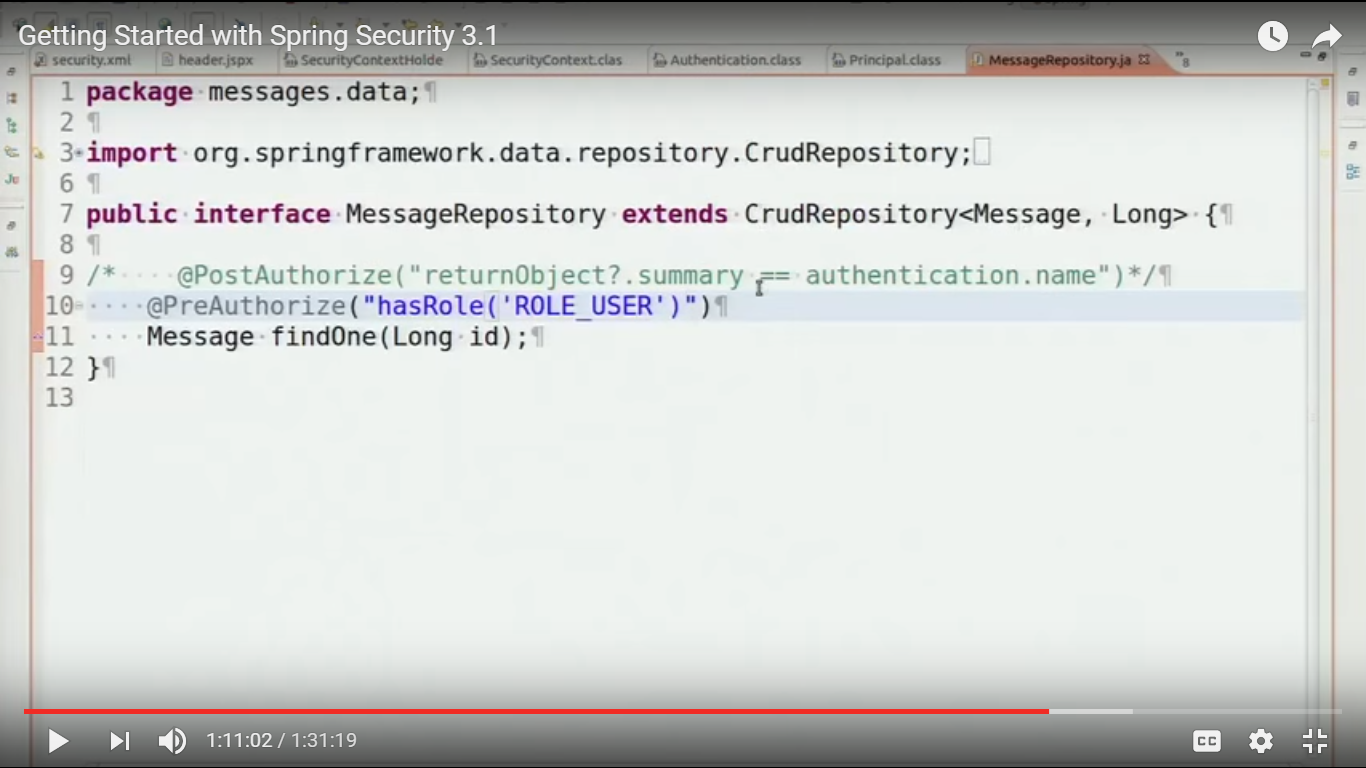 Getting Started with Spring Security 3.1
security.xml header.jspx SecurityContextHolde SecurityContext.clas Authentication.class Principal.class MessageRepository.ja »8
1 package messages.data;¶
2 ¶
3 import org.springframework.data.repository.CrudRepository;
6 ¶
7 public interface MessageRepository extends CrudRepository<Message, Long> {¶
8 ¶
9 /*    @PostAuthorize("returnObject?.summary == authentication.name")*/¶
10 ····@PreAuthorize("hasRole('ROLE_USER')")¶
11 ····Message findOne(Long id);¶
12 }¶
13
1:11:02 / 1:31:19
CC